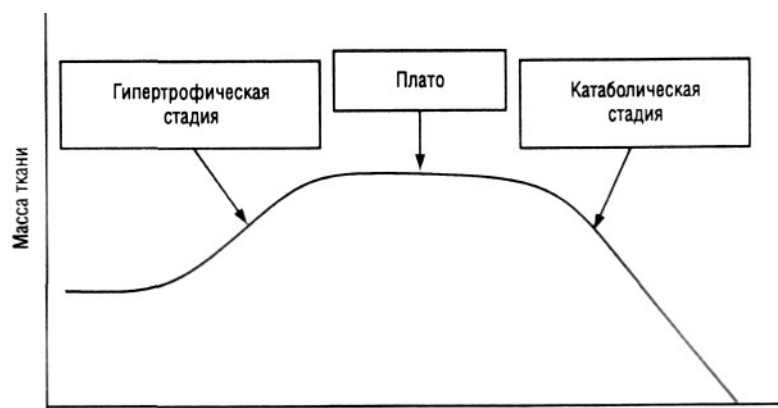 Гипертрофическая
стадия
Плато
Катаболическая
стадия
Масса ткани